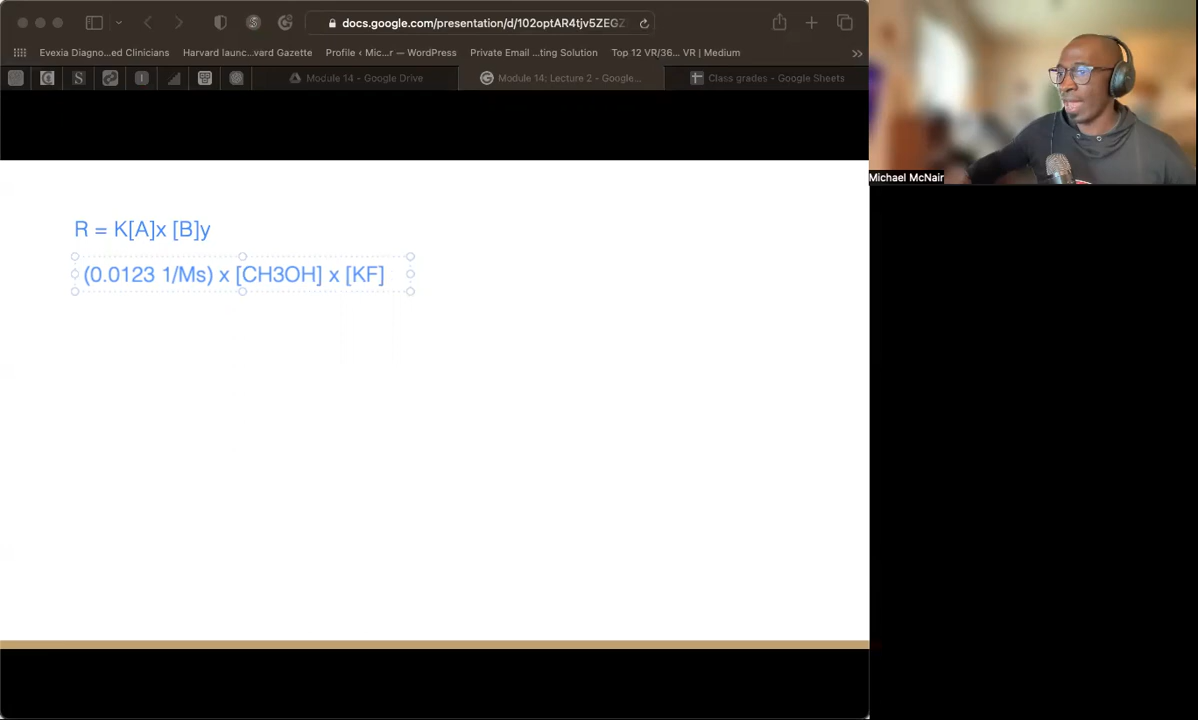 docs.google.com/presentation/d/102optAR4tjv5ZEGZ
Evexia Diagno...ed Clinicians
Harvard launc...vard Gazette
Profile ‹ Mic...r — WordPress
Private Email ...ting Solution
Top 12 VR/36... VR | Medium
Module 14 - Google Drive
Module 14: Lecture 2 - Google...
Class grades - Google Sheets
Michael McNair
R = K[A]x [B]y
(0.0123 1/Ms) x [CH3OH] x [KF]